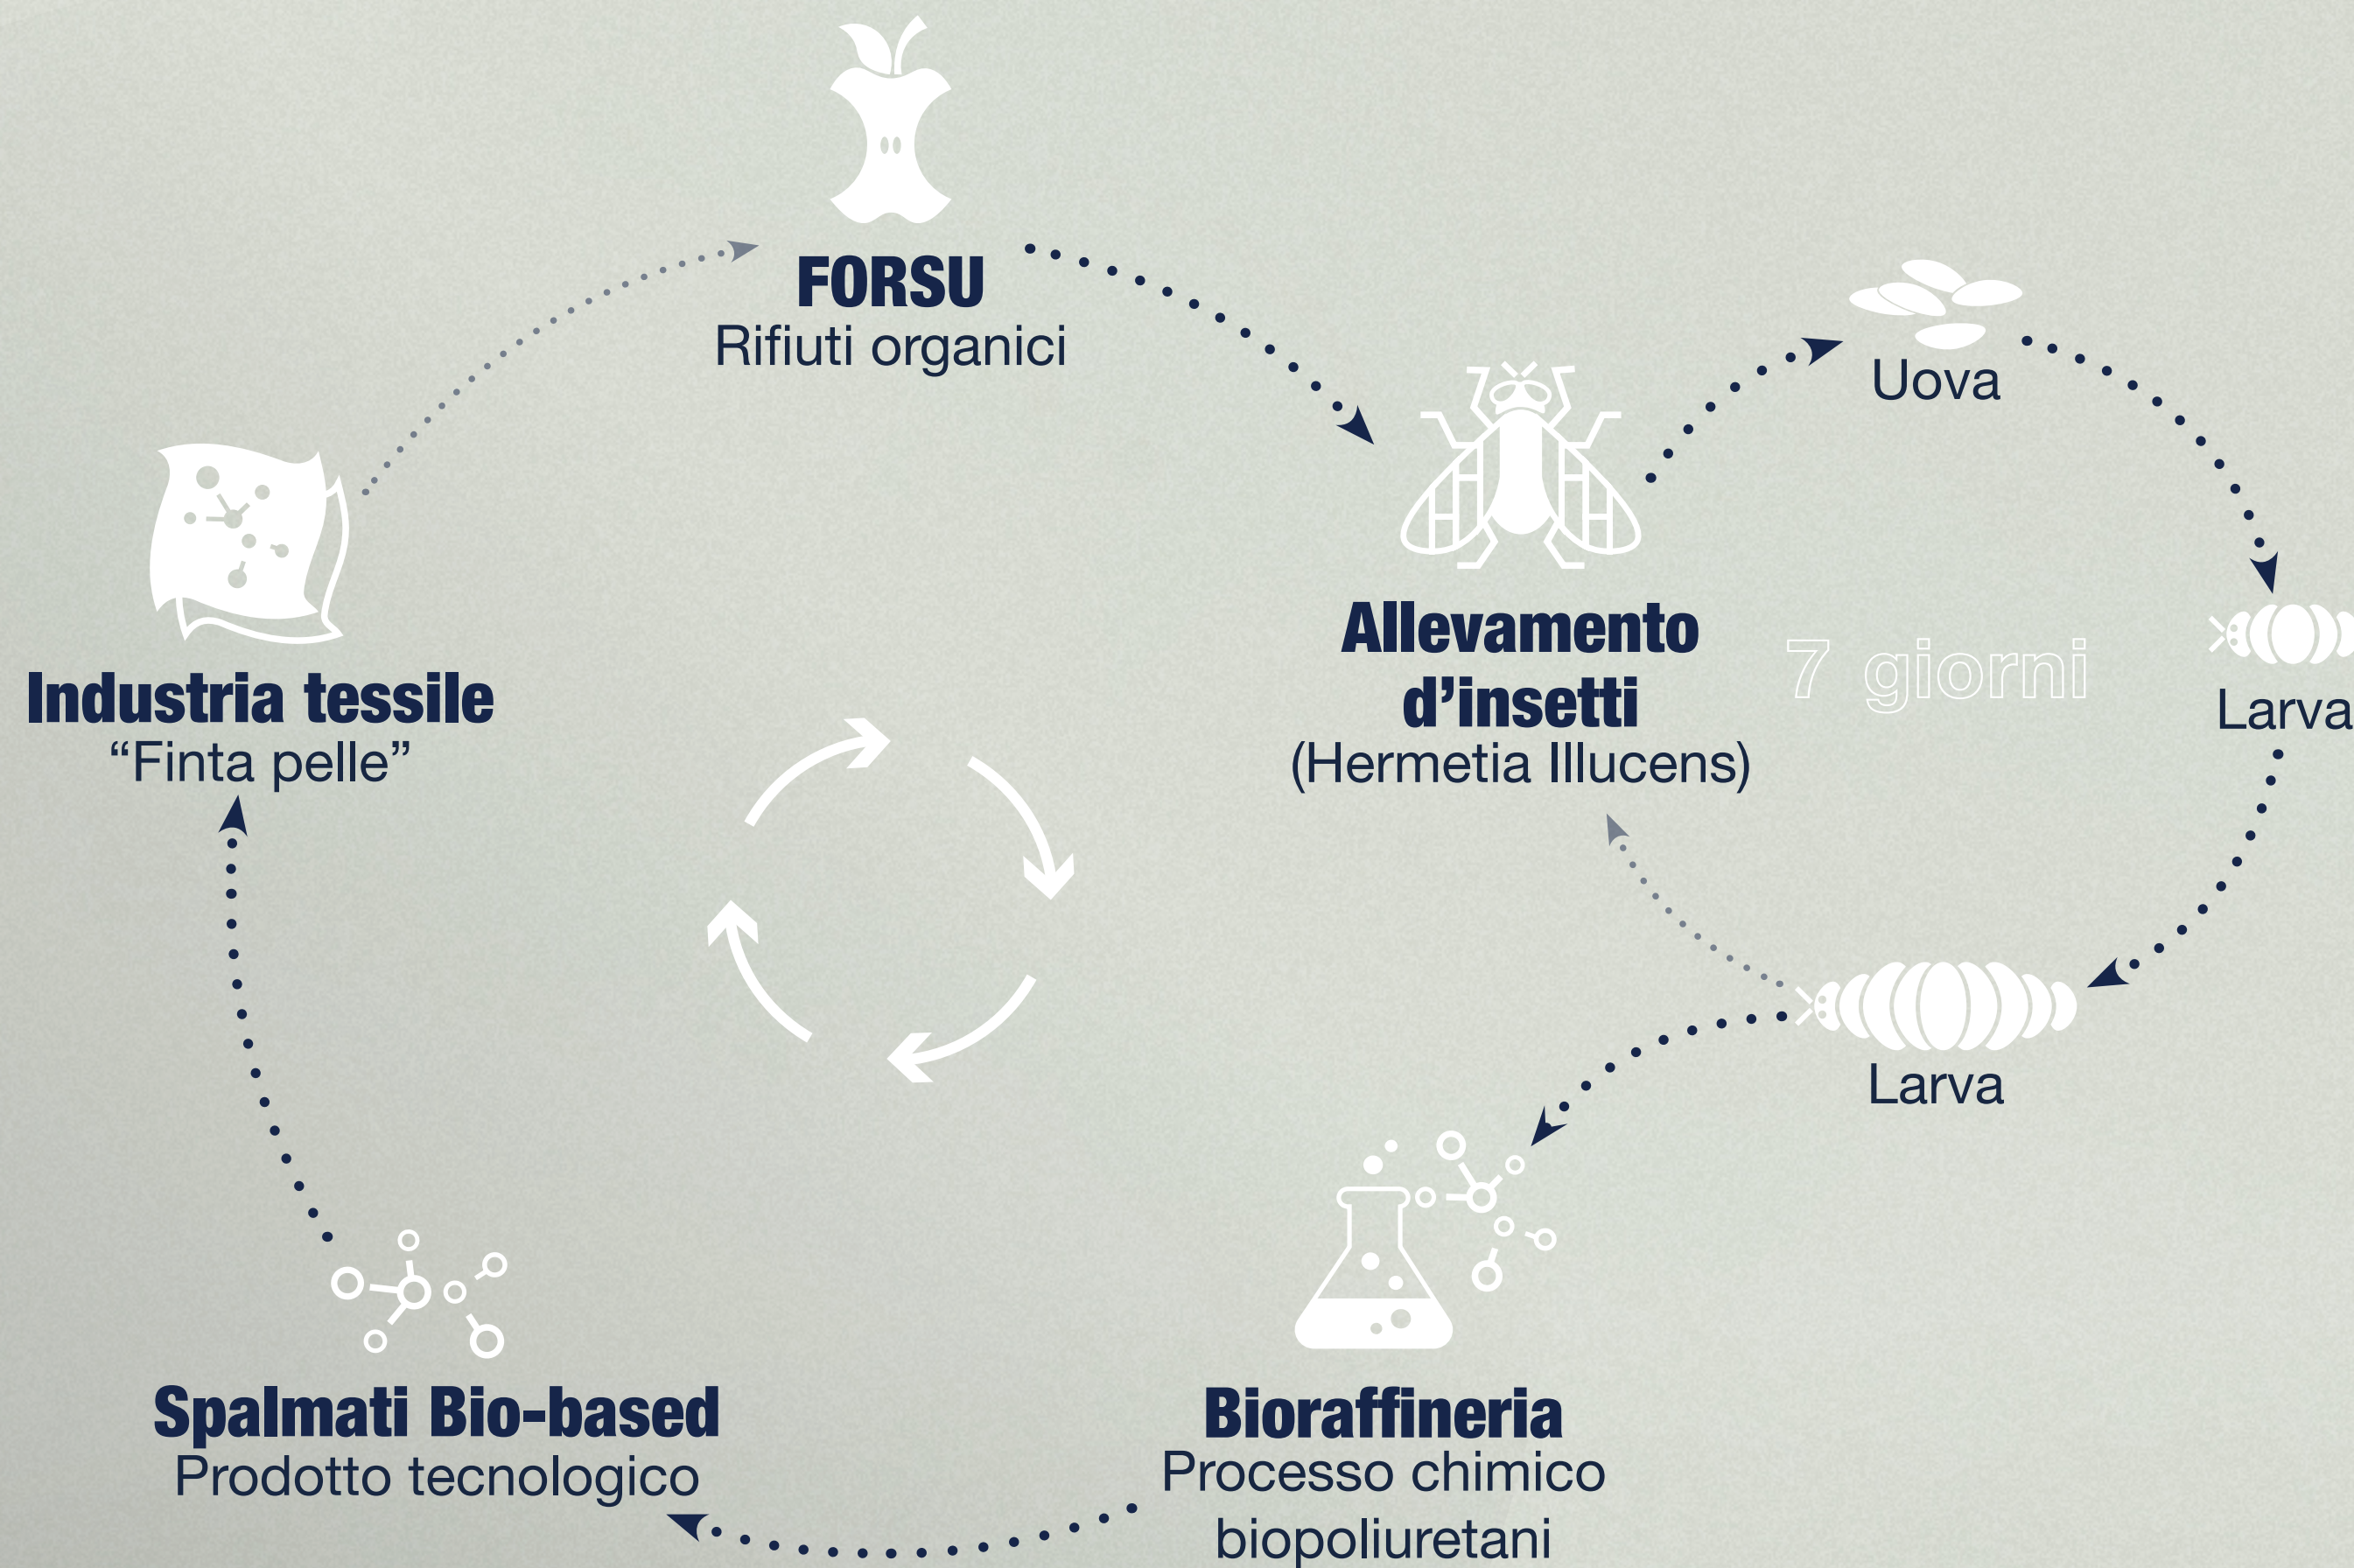 FORSU
Rifiuti organici
Uova
Allevamento
d’insetti
(Hermetia Illucens)
7 giorni
Larva
Larva
Industria tessile
“Finta pelle”
Spalmati Bio-based
Prodotto tecnologico
Bioraffineria
Processo chimico
biopoliuretani